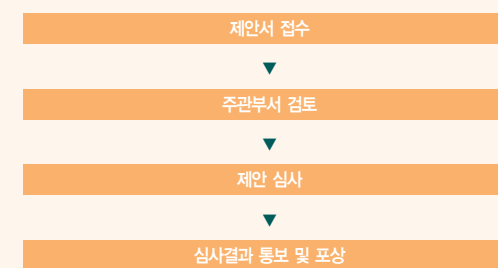 제안서 접수
▼
주관부서 검토
▼
제안 심사
▼
심사결과 통보 및 포상